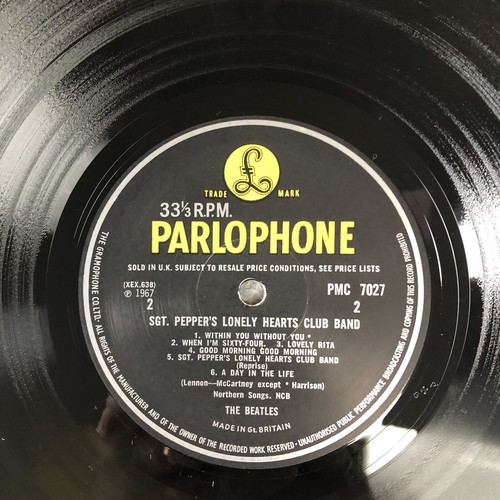 £
TRADE MARK
33⅓ R.P.M.
PARLOPHONE
SOLD IN U.K. SUBJECT TO RESALE PRICE CONDITIONS, SEE PRICE LISTS
(XEX.638) PMC 7027
℗ 1967
2 2
SGT. PEPPER'S LONELY HEARTS CLUB BAND
1. WITHIN YOU WITHOUT YOU *
2. WHEN I'M SIXTY-FOUR. 3. LOVELY RITA
4. GOOD MORNING GOOD MORNING
5. SGT. PEPPER'S LONELY HEARTS CLUB BAND
(Reprise)
6. A DAY IN THE LIFE
(Lennon—McCartney except * Harrison)
Northern Songs. NCB
THE BEATLES
MADE IN Gt. BRITAIN
THE GRAMOPHONE CO. LTD. · ALL RIGHTS OF THE MANUFACTURER AND OF THE OWNER OF THE RECORDED WORK RESERVED · UNAUTHORISED PUBLIC PERFORMANCE BROADCASTING AND COPYING OF THIS RECORD PROHIBITED